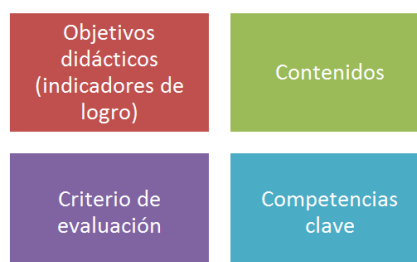 Objetivos
didácticos
(indicadores de
logro)
Contenidos
Criterio de
evaluación
Competencias
clave